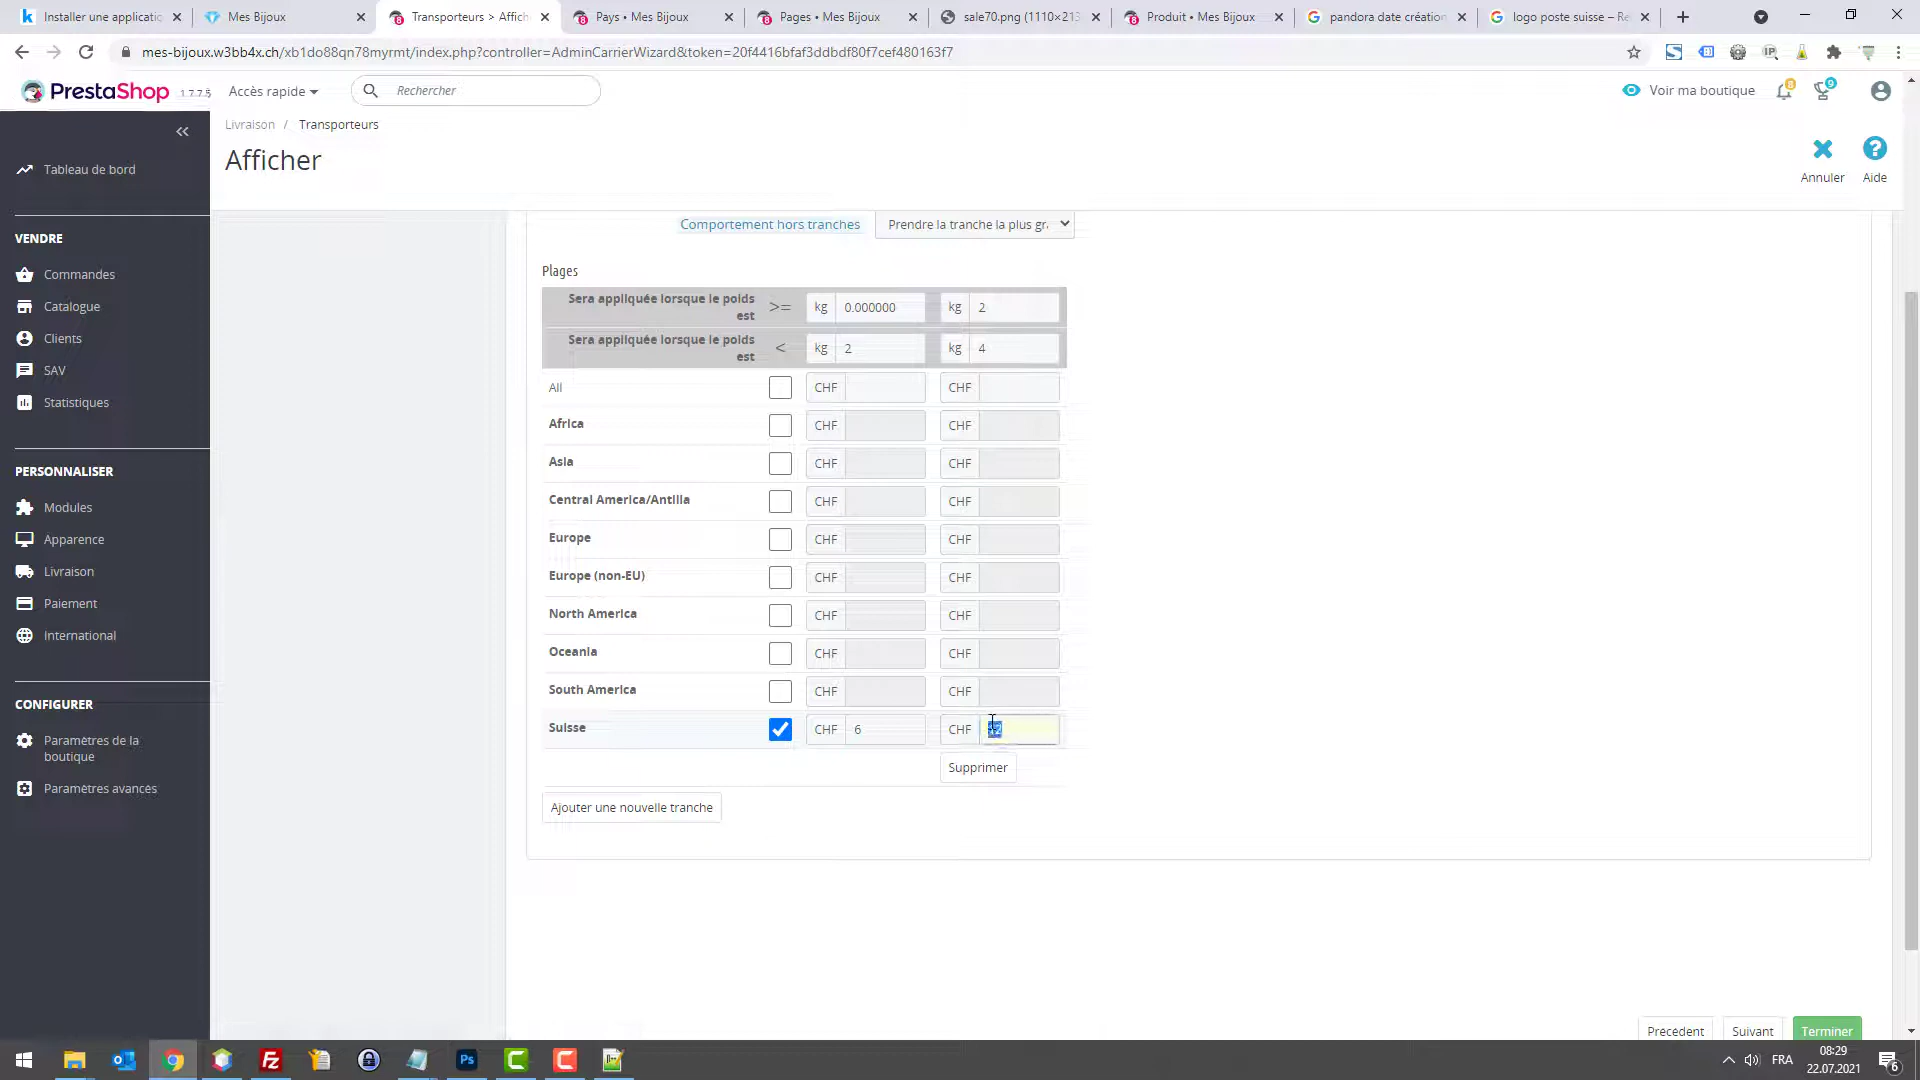 Installer une applicatio
Mes Bijoux
Transporteurs > Affich
Pays • Mes Bijoux
Pages • Mes Bijoux
sale70.png (1110×213
Produit • Mes Bijoux
pandora date création
logo poste suisse – Re
mes-bijoux.w3bb4x.ch/xb1do88qn78myrmt/index.php?controller=AdminCarrierWizard&token=20f4416bfaf3ddbdf80f7cef480163f7
PrestaShop 1.7.7.5 Accès rapide Rechercher
Voir ma boutique 8 9
Livraison / Transporteurs
Afficher
Annuler Aide
Tableau de bord
VENDRE
Commandes
Catalogue
Clients
SAV
Statistiques
PERSONNALISER
Modules
Apparence
Livraison
Paiement
International
CONFIGURER
Paramètres de la
boutique
Paramètres avancés
Comportement hors tranches Prendre la tranche la plus gr
Plages
Sera appliquée lorsque le poids
est >= kg 0.000000 kg 2
Sera appliquée lorsque le poids
est < kg 2 kg 4
All CHF CHF
Africa CHF CHF
Asia CHF CHF
Central America/Antilla CHF CHF
Europe CHF CHF
Europe (non-EU) CHF CHF
North America CHF CHF
Oceania CHF CHF
South America CHF CHF
Suisse CHF 6 CHF
Supprimer
Ajouter une nouvelle tranche
Précédent Suivant Terminer
FRA
08:29
22.07.2021
6